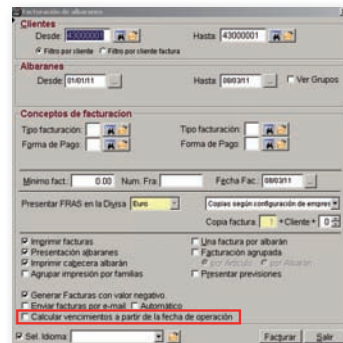 Facturación de albaranes
Clientes
Desde 43000001 Hasta 43000001
Filtro por cliente Filtro por cliente factura
Albaranes
Desde 01/01/11 ... Hasta 08/03/11 ... Ver Grupos
Conceptos de facturacion
Tipo facturación: Tipo facturación:
Forma de Pago: Forma de Pago:
Mínimo fact.: 0.00 Num. Fra: Fecha Fac.: 08/03/11 ...
Presentar FRAS en la Divisa Euro Copias según configuración de empres
Copia factura: 1 + Cliente + 0
Imprimir facturas Una factura por albarán
Presentación albaranes Facturación agrupada
Imprimir cabecera albarán por Artículo por Albarán
Agrupar impresión por familias Presentar previsiones
Generar Facturas con valor negativo
Enviar facturas por e-mail Automático
Calcular vencimientos a partir de la fecha de operación
Sel. Idioma: Facturar Salir